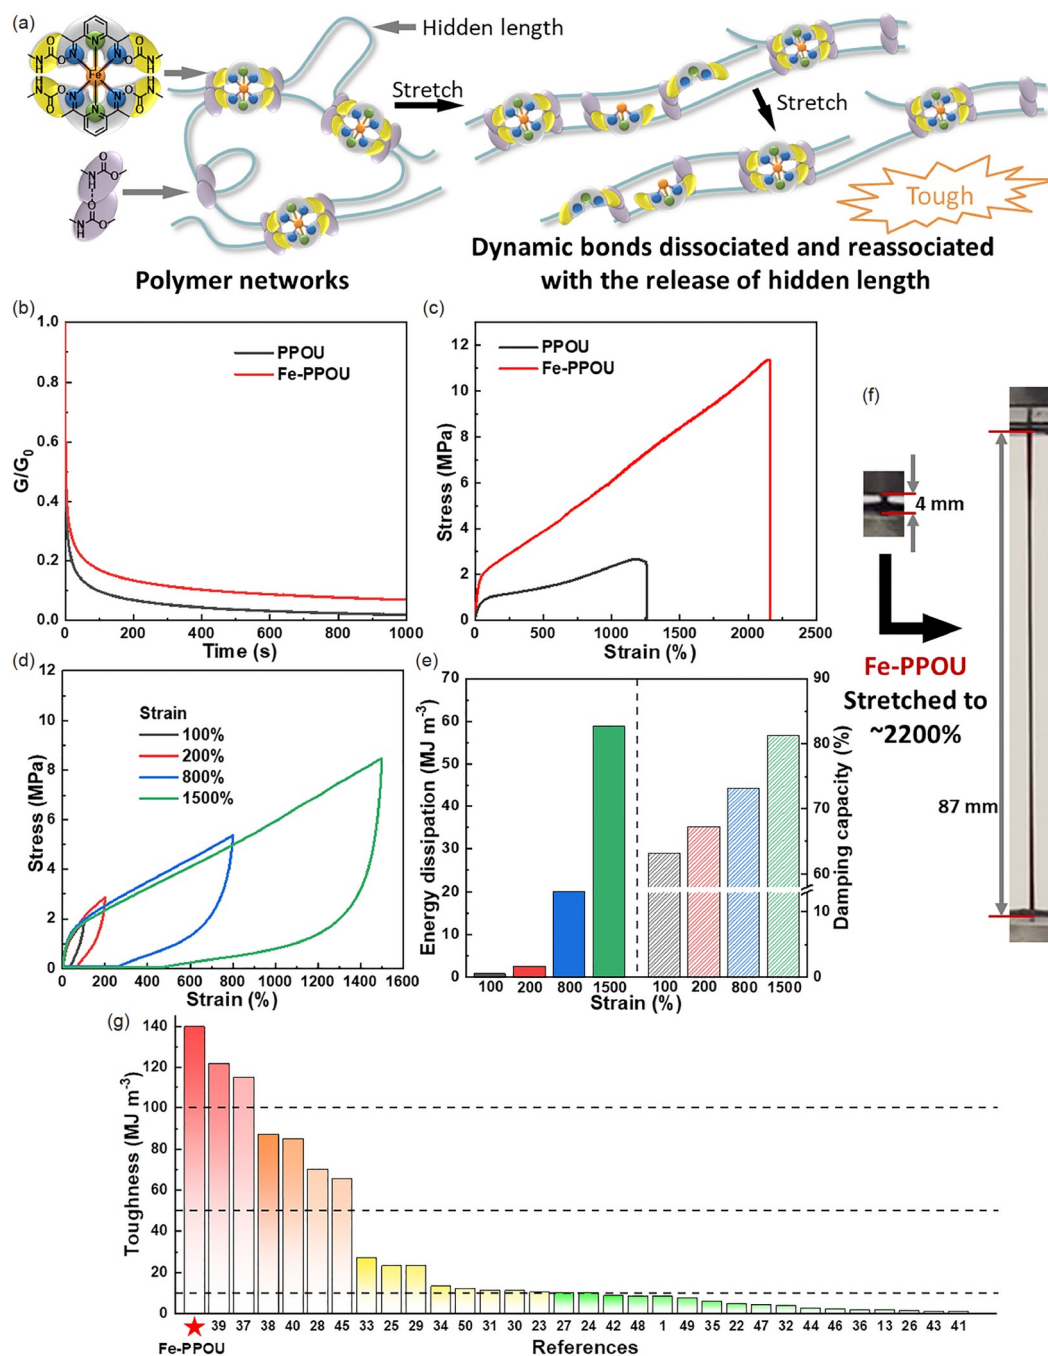 (a)
Hidden length
Stretch
Stretch
Tough
Fe
N
N
N
N
N
N
Polymer networks
Dynamic bonds dissociated and reassociated
with the release of hidden length
(b)
1.0
0.8
0.6
0.4
0.2
0.0
G/G0
PPOU
Fe-PPOU
0 200 400 600 800 1000
Time (s)
(c)
12
10
8
6
4
2
0
Stress (MPa)
PPOU
Fe-PPOU
0 500 1000 1500 2000 2500
Strain (%)
(f)
4 mm
Fe-PPOU
Stretched to
~2200%
87 mm
(d)
12
10
8
6
4
2
0
Stress (MPa)
Strain
100%
200%
800%
1500%
0 200 400 600 800 1000 1200 1400 1600
Strain (%)
(e)
70
60
50
40
30
20
10
0
Energy dissipation (MJ m-3)
90
80
70
60
10
0
Damping capacity (%)
100 200 800 1500 100 200 800 1500
Strain (%)
(g)
140
120
100
80
60
40
20
0
Toughness (MJ m-3)
39 37 38 40 28 45 33 25 29 34 50 31 30 23 27 24 42 48 1 49 35 22 47 32 44 46 36 13 26 43 41
Fe-PPOU
References